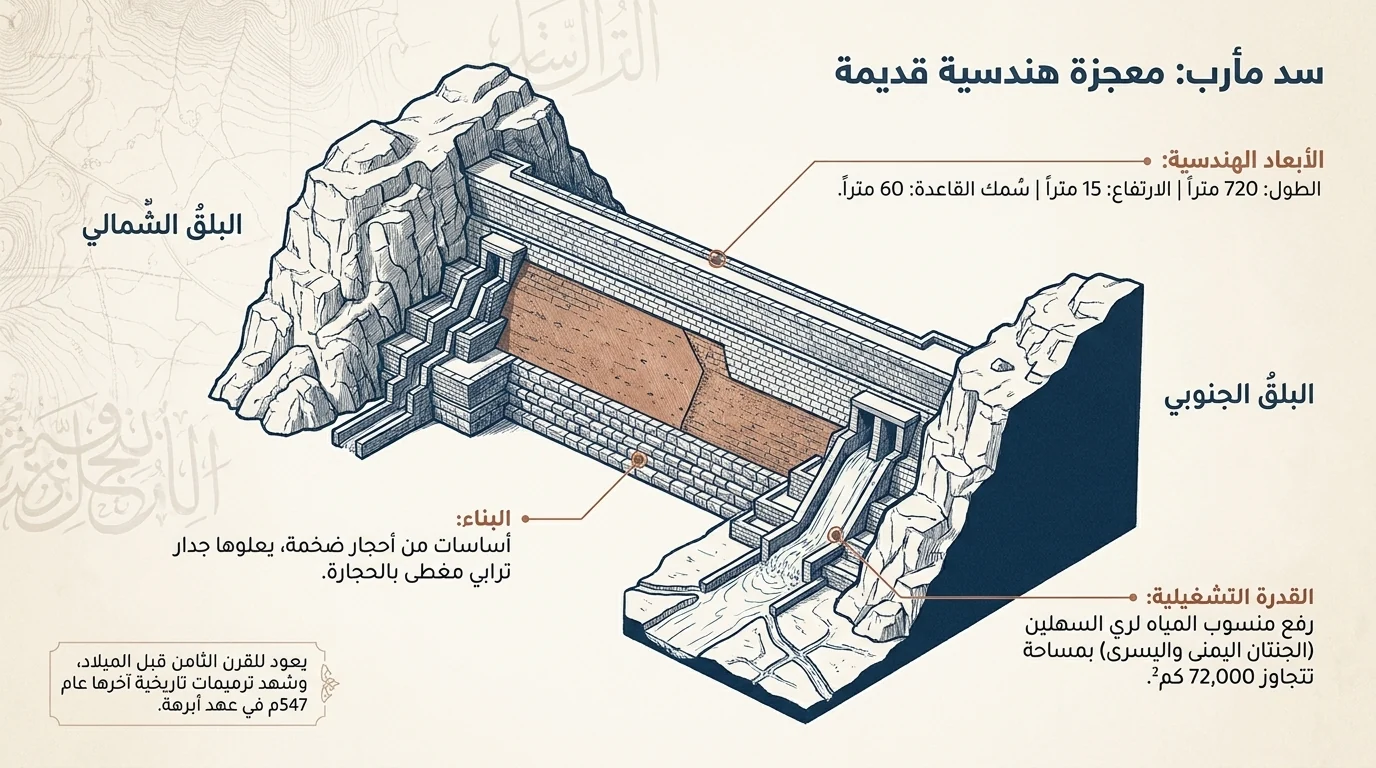 سد مأرب: معجزة هندسية قديمة
الأبعاد الهندسية:
الطول: 720 متراً | الارتفاع: 15 متراً | سُمك القاعدة: 60 متراً.
البلقُ الشّمالي
البلقُ الجنوبي
البناء:
أساسات من أحجار ضخمة، يعلوها جدار
ترابي مغطى بالحجارة.
القدرة التشغيلية:
رفع منسوب المياه لري السهلين
(الجنتان اليمنى واليسرى) بمساحة
تتجاوز 72,000 كم².
يعود للقرن الثامن قبل الميلاد،
وشهد ترميمات تاريخية آخرها عام
547م في عهد أبرهة.